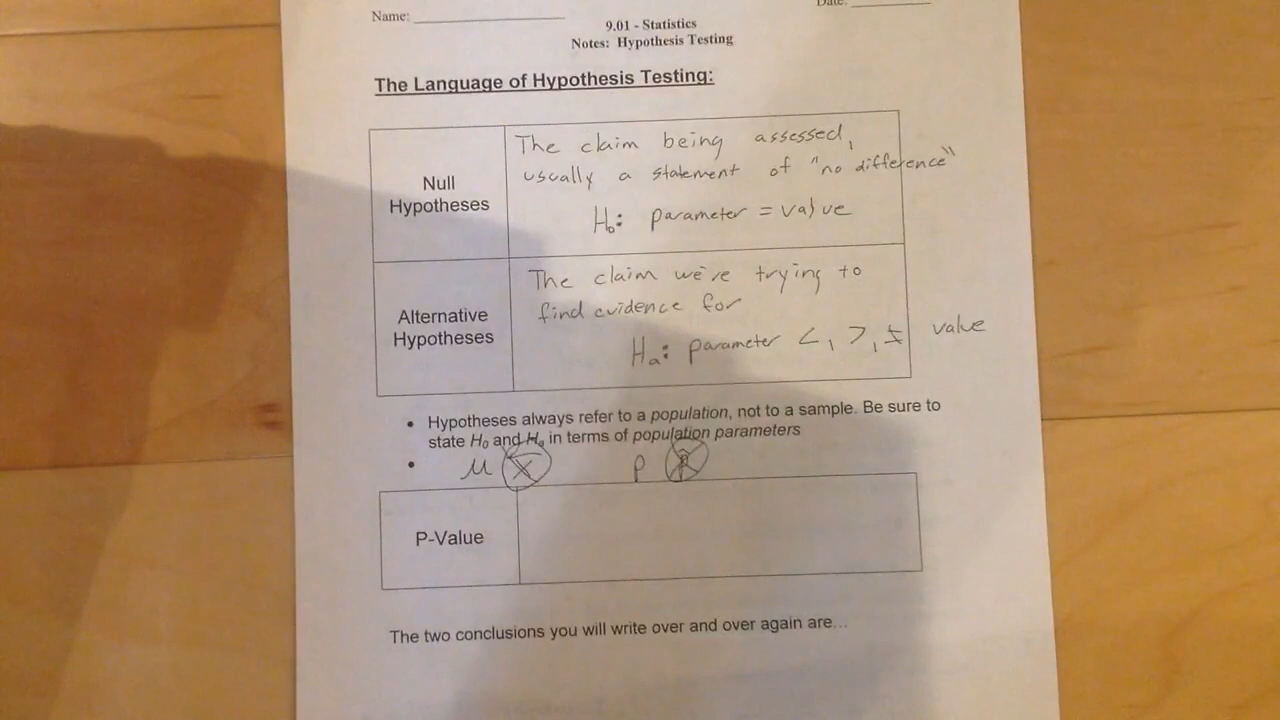 Name:
Date:
9.01 - Statistics
Notes: Hypothesis Testing
The Language of Hypothesis Testing:
Null
Hypotheses
The claim being assessed,
usually a statement of "no difference"
H₀: parameter = value
Alternative
Hypotheses
The claim we're trying to
find evidence for
Hₐ: parameter <, >, ≠ value
• Hypotheses always refer to a population, not to a sample. Be sure to
state H₀ and Hₐ in terms of population parameters
• μ x̄ p p̂
P-Value
The two conclusions you will write over and over again are…